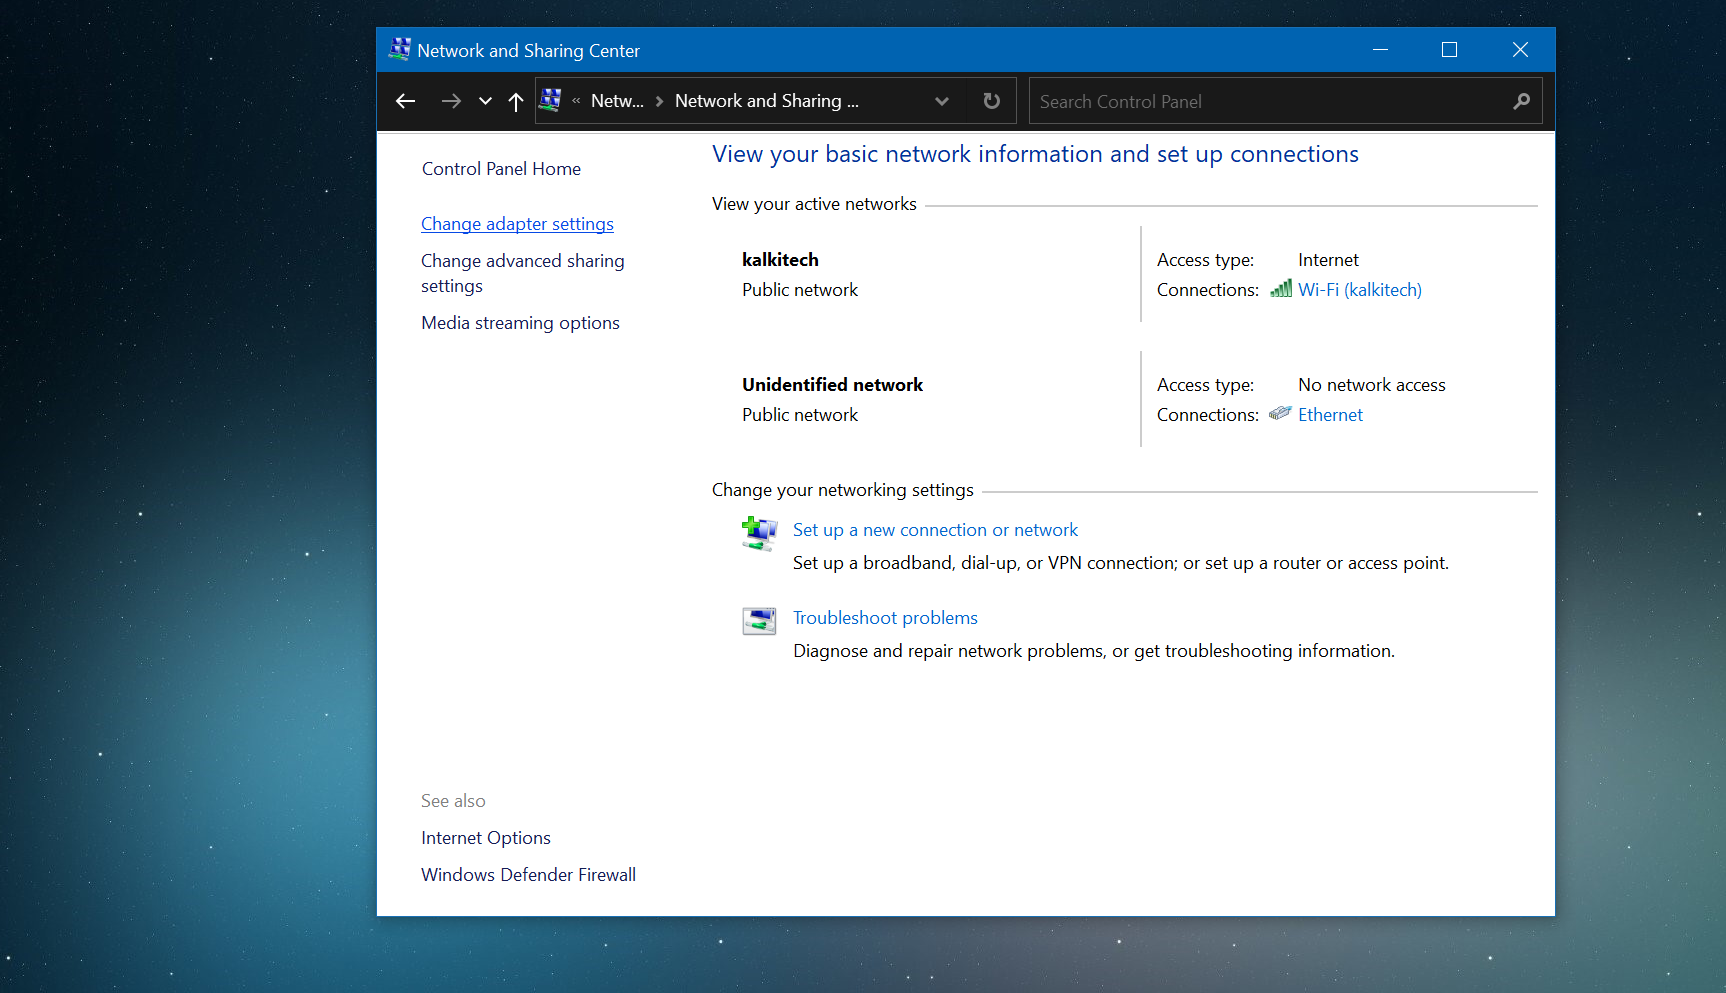 Network and Sharing Center
« Netw... > Network and Sharing ...
Search Control Panel
Control Panel Home
Change adapter settings
Change advanced sharing
settings
Media streaming options
See also
Internet Options
Windows Defender Firewall
View your basic network information and set up connections
View your active networks
kalkitech
Public network
Access type: Internet
Connections: Wi-Fi (kalkitech)
Unidentified network
Public network
Access type: No network access
Connections: Ethernet
Change your networking settings
Set up a new connection or network
Set up a broadband, dial-up, or VPN connection; or set up a router or access point.
Troubleshoot problems
Diagnose and repair network problems, or get troubleshooting information.